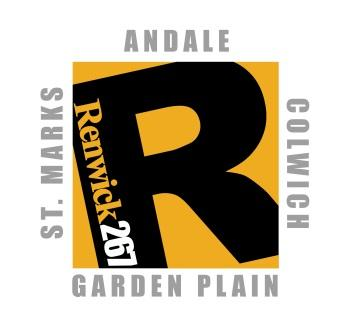 ANDALE
ST. MARKS
R
Renwick 267
COLWICH
GARDEN PLAIN